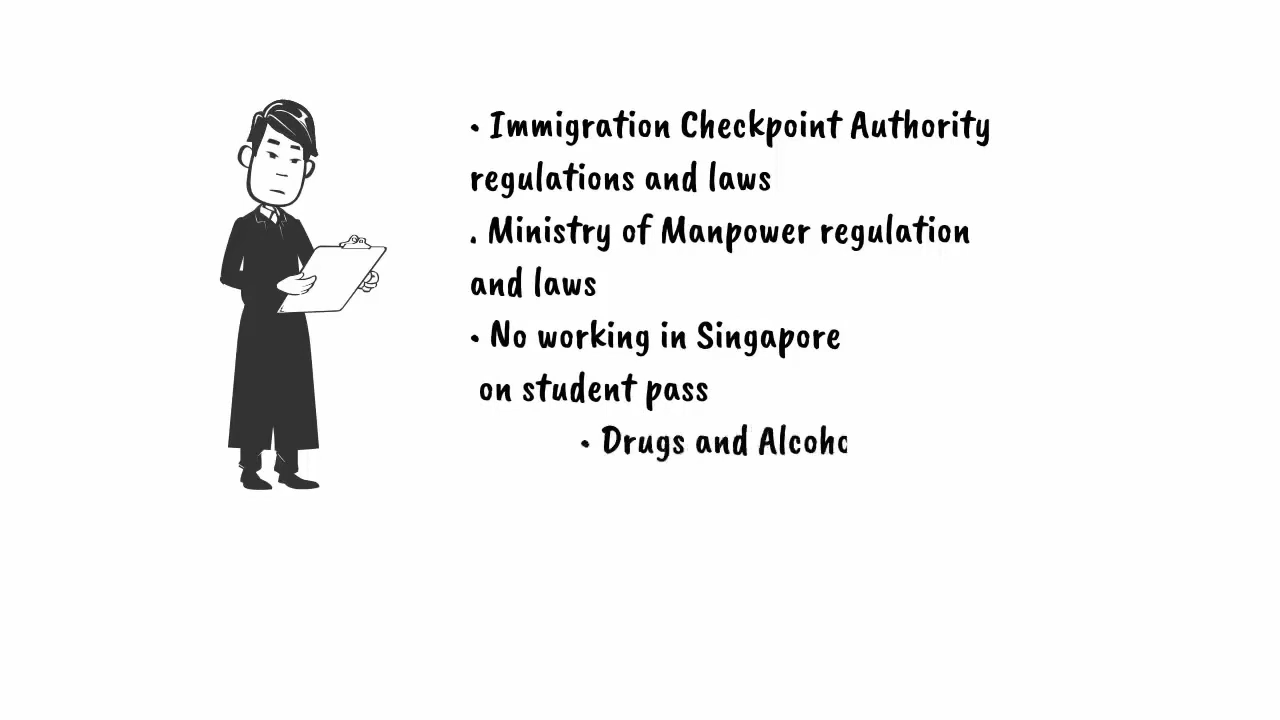 • Immigration Checkpoint Authority
regulations and laws
. Ministry of Manpower regulation
and laws
• No working in Singapore
on student pass
• Drugs and Alcoho